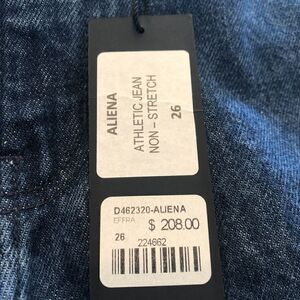 ALIENA
ATHLETIC JEAN
NON – STRETCH
26
D462320-ALIENA
EFFRA
$ 208.00
26
224662